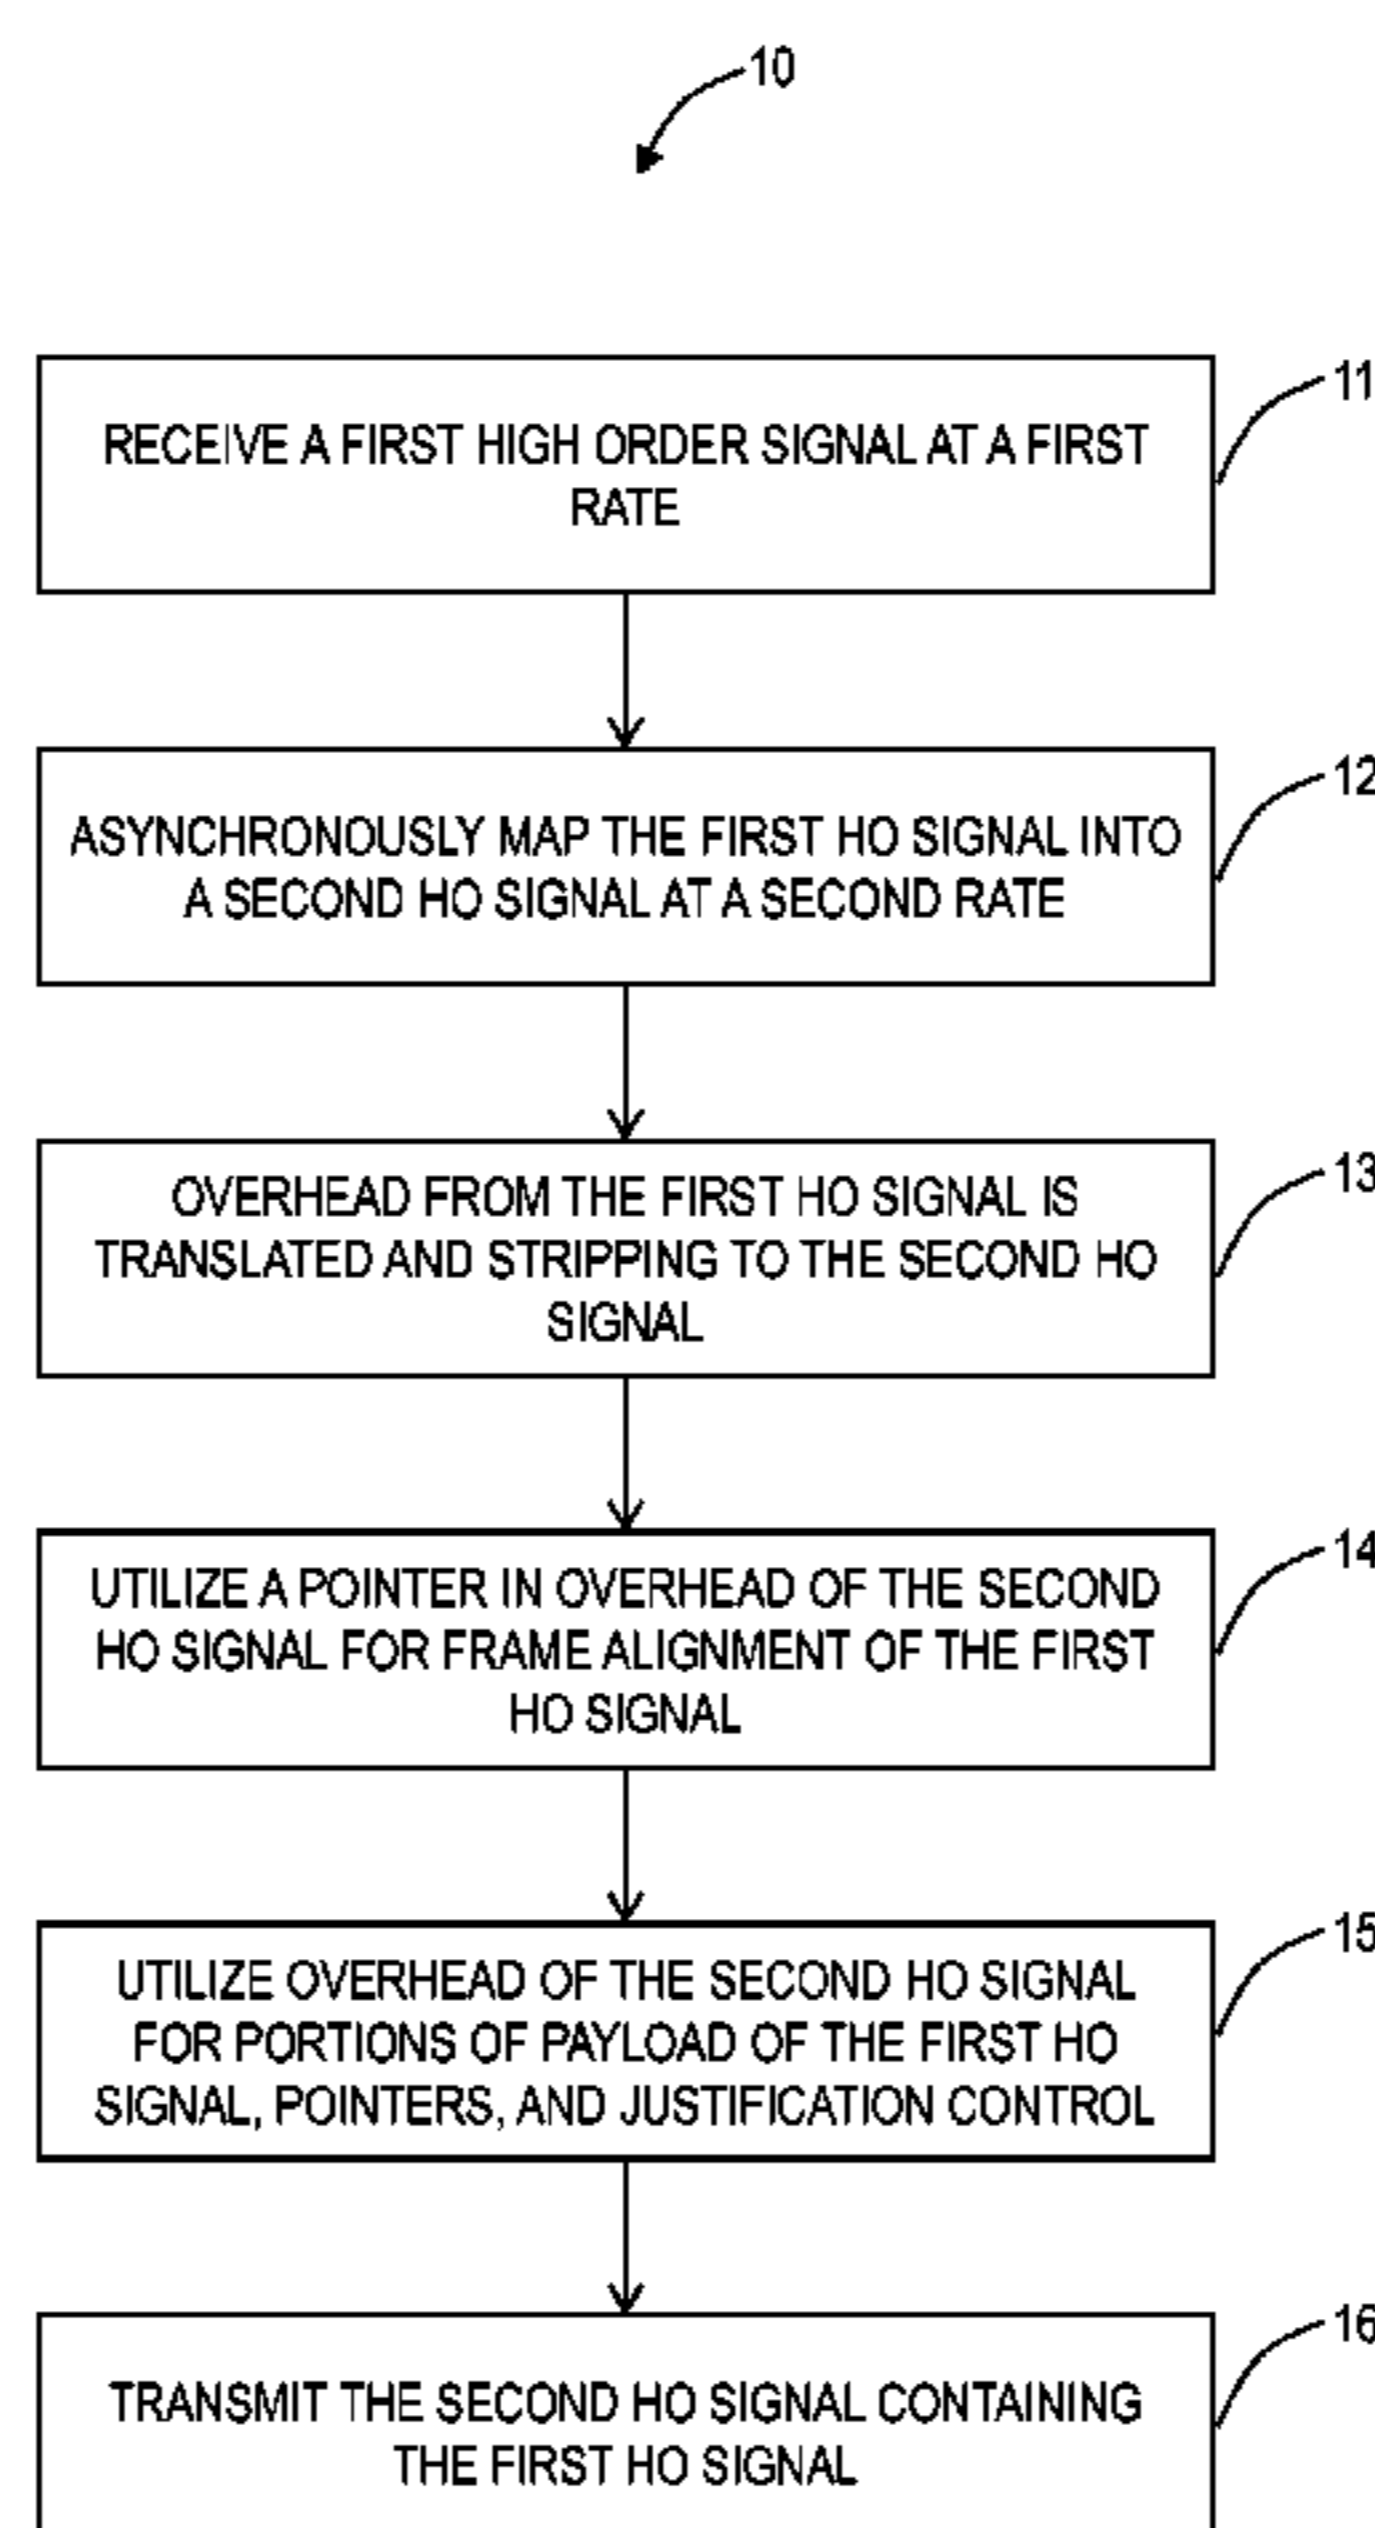 10
RECEIVE A FIRST HIGH ORDER SIGNAL AT A FIRST
RATE
11
ASYNCHRONOUSLY MAP THE FIRST HO SIGNAL INTO
A SECOND HO SIGNAL AT A SECOND RATE
12
OVERHEAD FROM THE FIRST HO SIGNAL IS
TRANSLATED AND STRIPPING TO THE SECOND HO
SIGNAL
13
UTILIZE A POINTER IN OVERHEAD OF THE SECOND
HO SIGNAL FOR FRAME ALIGNMENT OF THE FIRST
HO SIGNAL
14
UTILIZE OVERHEAD OF THE SECOND HO SIGNAL
FOR PORTIONS OF PAYLOAD OF THE FIRST HO
SIGNAL, POINTERS, AND JUSTIFICATION CONTROL
15
TRANSMIT THE SECOND HO SIGNAL CONTAINING
THE FIRST HO SIGNAL
16